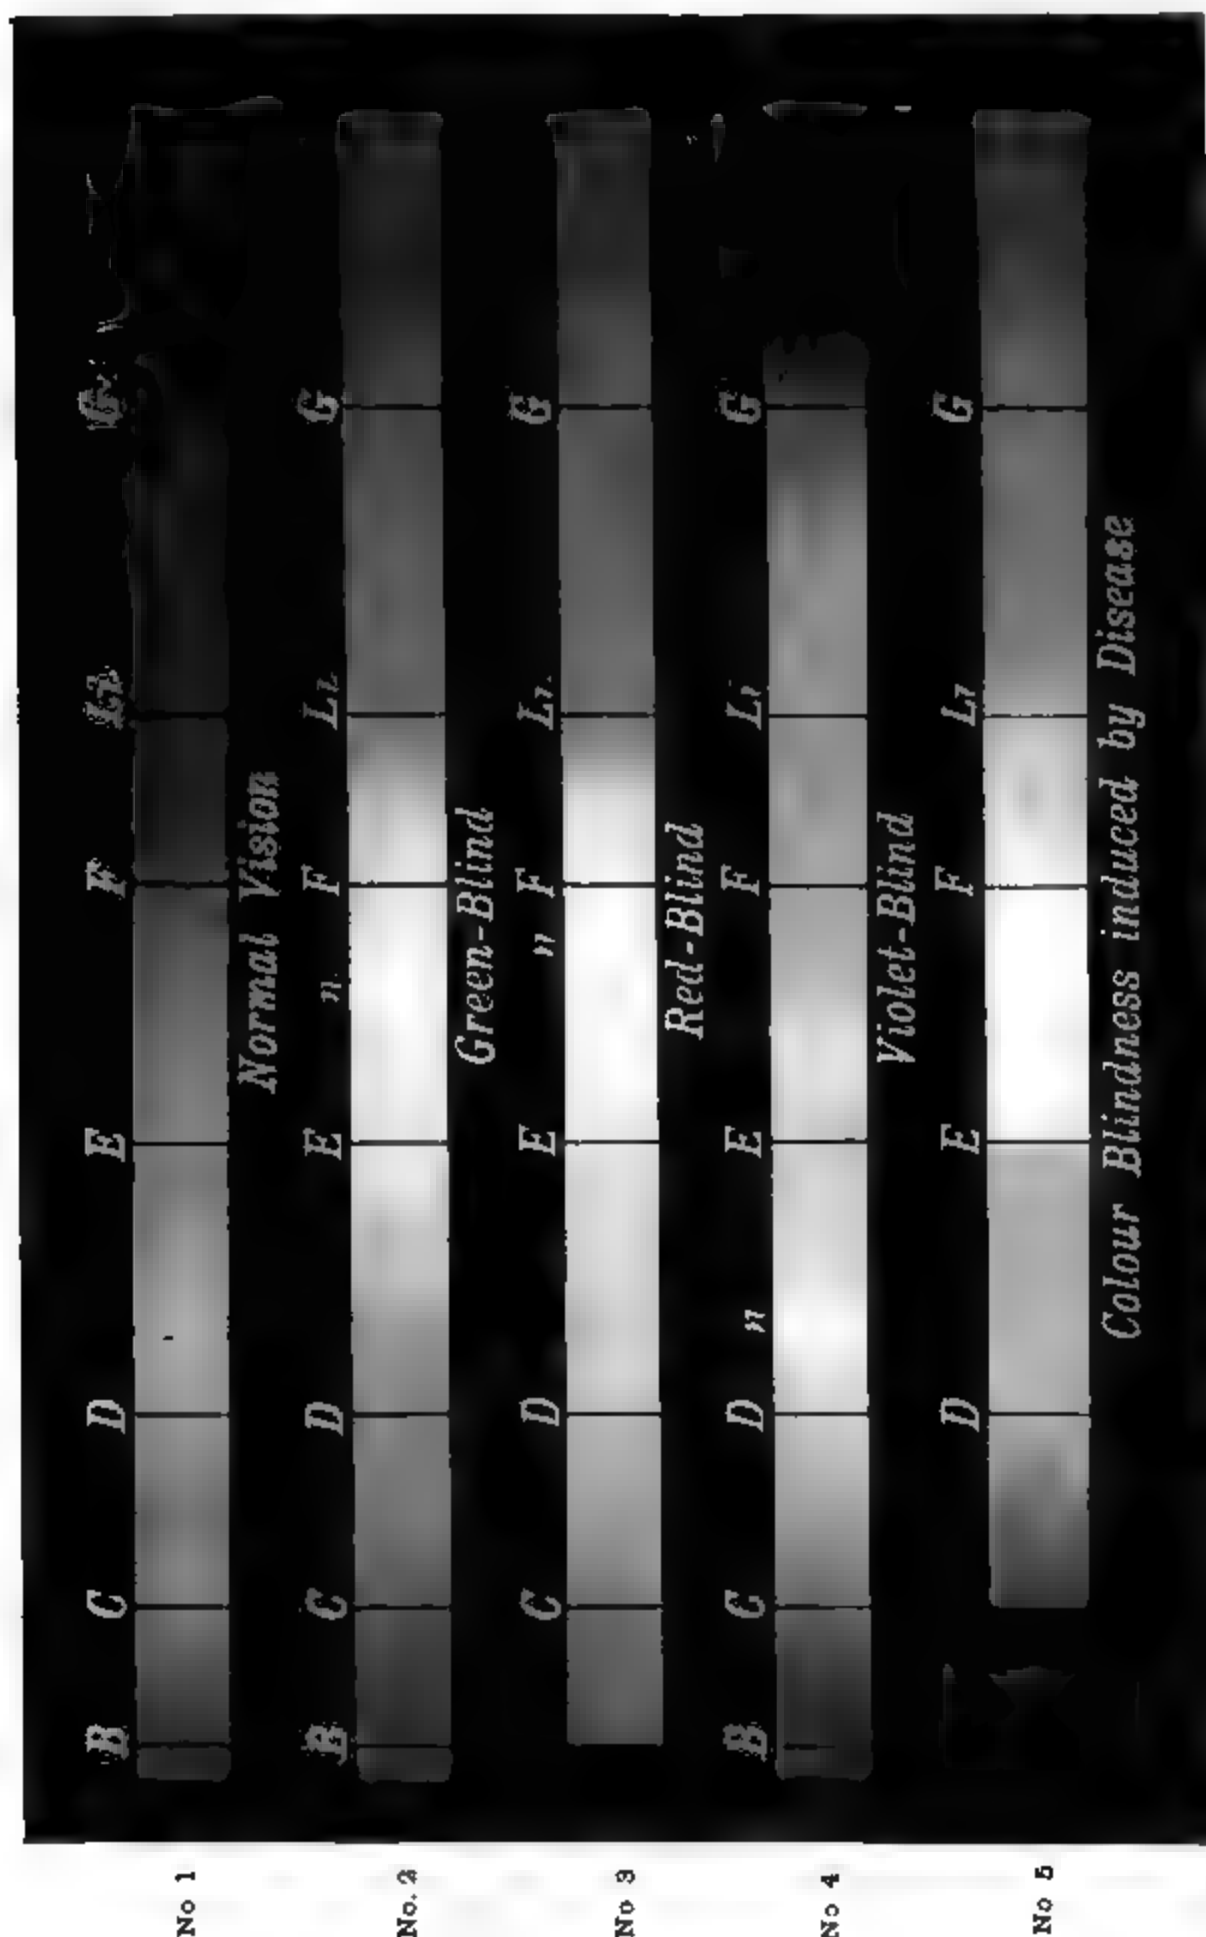 No 1
B C D E F Li G
Normal Vision
No. 2
B C D E n. F Li G
Green-Blind
No 3
C D E n F Li. G
Red-Blind
No 4
B C D n E F Li G
Violet-Blind
No 5
D E F Li G
Colour Blindness induced by Disease